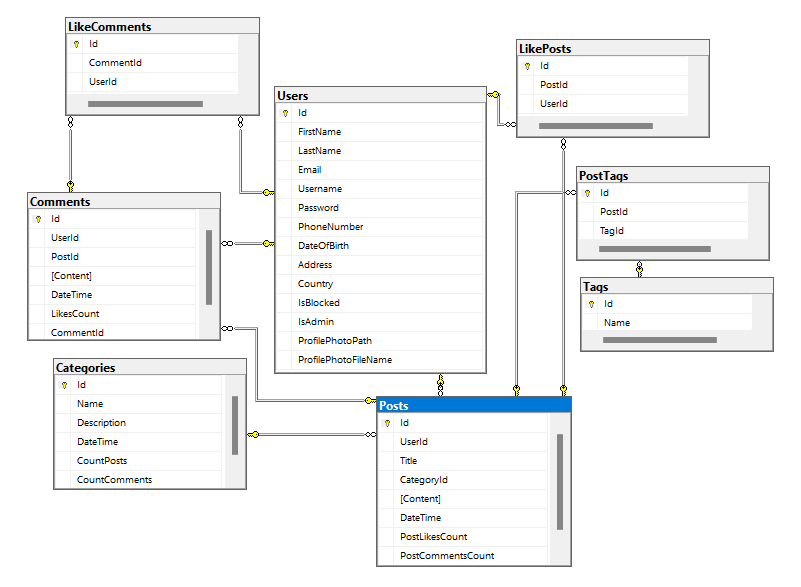 LikeComments
Id
CommentId
UserId
LikePosts
Id
PostId
UserId
Users
Id
FirstName
LastName
Email
Username
Password
PhoneNumber
DateOfBirth
Address
Country
IsBlocked
IsAdmin
ProfilePhotoPath
ProfilePhotoFileName
PostTags
Id
PostId
TagId
Comments
Id
UserId
PostId
[Content]
DateTime
LikesCount
CommentId
Tags
Id
Name
Categories
Id
Name
Description
DateTime
CountPosts
CountComments
Posts
Id
UserId
Title
CategoryId
[Content]
DateTime
PostLikesCount
PostCommentsCount